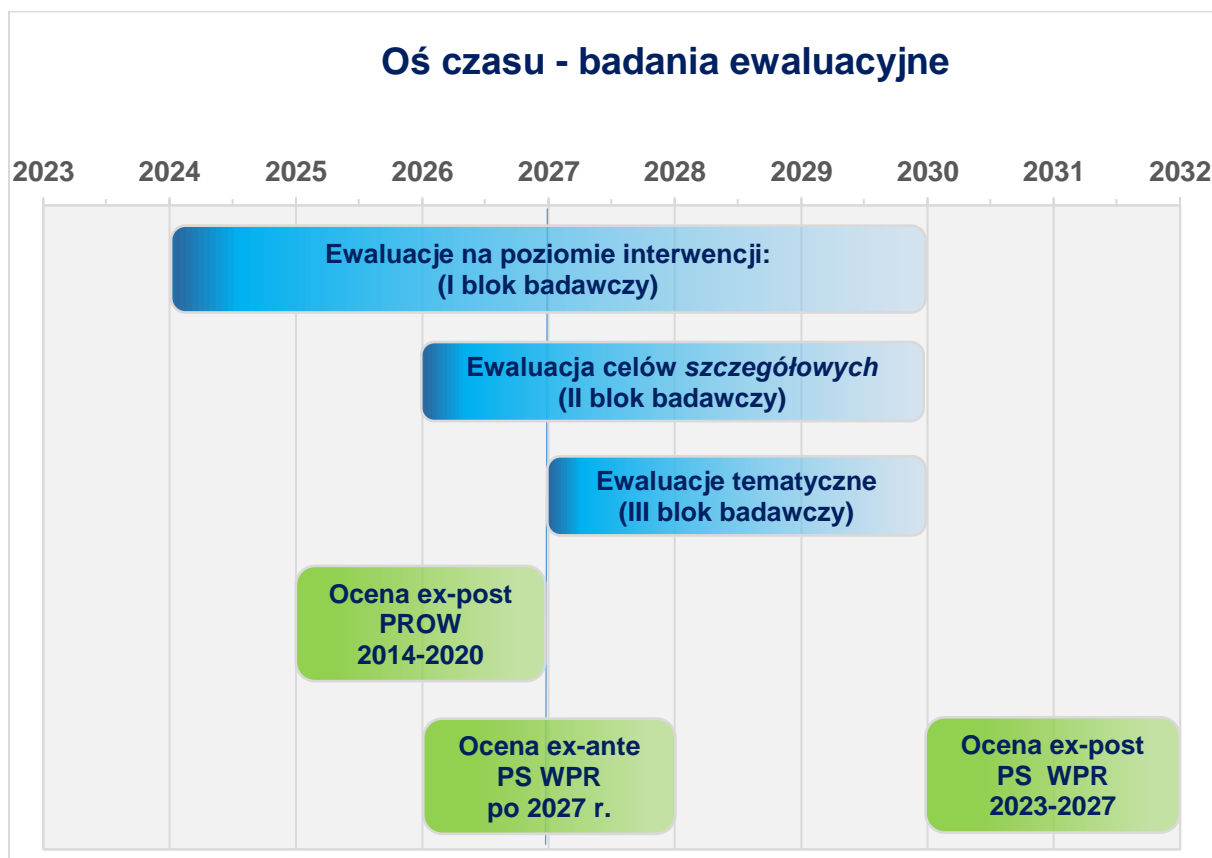 Oś czasu - badania ewaluacyjne
2023 2024 2025 2026 2027 2028 2029 2030 2031 2032
Ewaluacje na poziomie interwencji:
(I blok badawczy)
Ewaluacja celów szczegółowych
(II blok badawczy)
Ewaluacje tematyczne
(III blok badawczy)
Ocena ex-post
PROW
2014-2020
Ocena ex-ante
PS WPR
po 2027 r.
Ocena ex-post
PS WPR
2023-2027